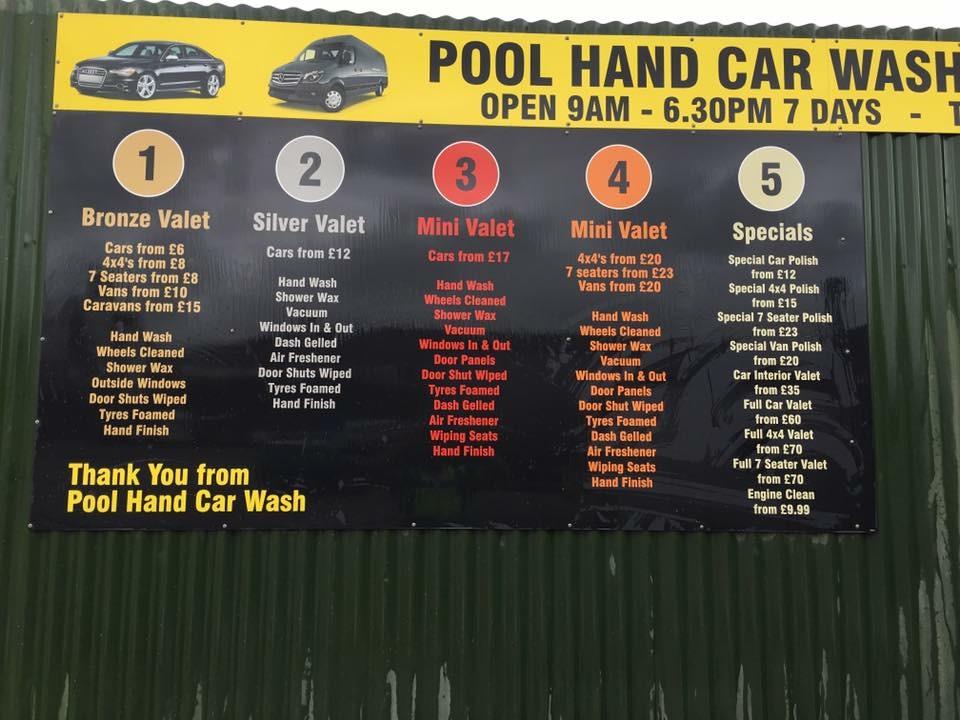 POOL HAND CAR WASH
OPEN 9AM - 6.30PM 7 DAYS -
1
Bronze Valet
Cars from £6
4x4's from £8
7 Seaters from £8
Vans from £10
Caravans from £15
Hand Wash
Wheels Cleaned
Shower Wax
Outside Windows
Door Shuts Wiped
Tyres Foamed
Hand Finish
2
Silver Valet
Cars from £12
Hand Wash
Shower Wax
Vacuum
Windows In & Out
Dash Gelled
Air Freshener
Door Shuts Wiped
Tyres Foamed
Hand Finish
3
Mini Valet
Cars from £17
Hand Wash
Wheels Cleaned
Shower Wax
Vacuum
Windows In & Out
Door Panels
Door Shut Wiped
Tyres Foamed
Dash Gelled
Air Freshener
Wiping Seats
Hand Finish
4
Mini Valet
4x4's from £20
7 seaters from £23
Vans from £20
Hand Wash
Wheels Cleaned
Shower Wax
Vacuum
Windows In & Out
Door Panels
Door Shut Wiped
Tyres Foamed
Dash Gelled
Air Freshener
Wiping Seats
Hand Finish
5
Specials
Special Car Polish
from £12
Special 4x4 Polish
from £15
Special 7 Seater Polish
from £23
Special Van Polish
from £20
Car Interior Valet
from £35
Full Car Valet
from £60
Full 4x4 Valet
from £70
Full 7 Seater Valet
from £70
Engine Clean
from £9.99
Thank You from
Pool Hand Car Wash